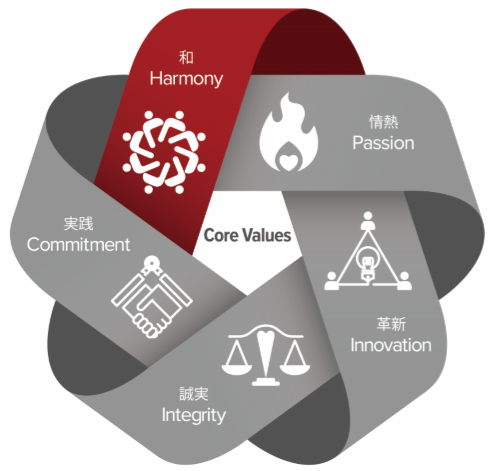 和
Harmony
情熱
Passion
実践
Commitment
Core Values
革新
Innovation
誠実
Integrity